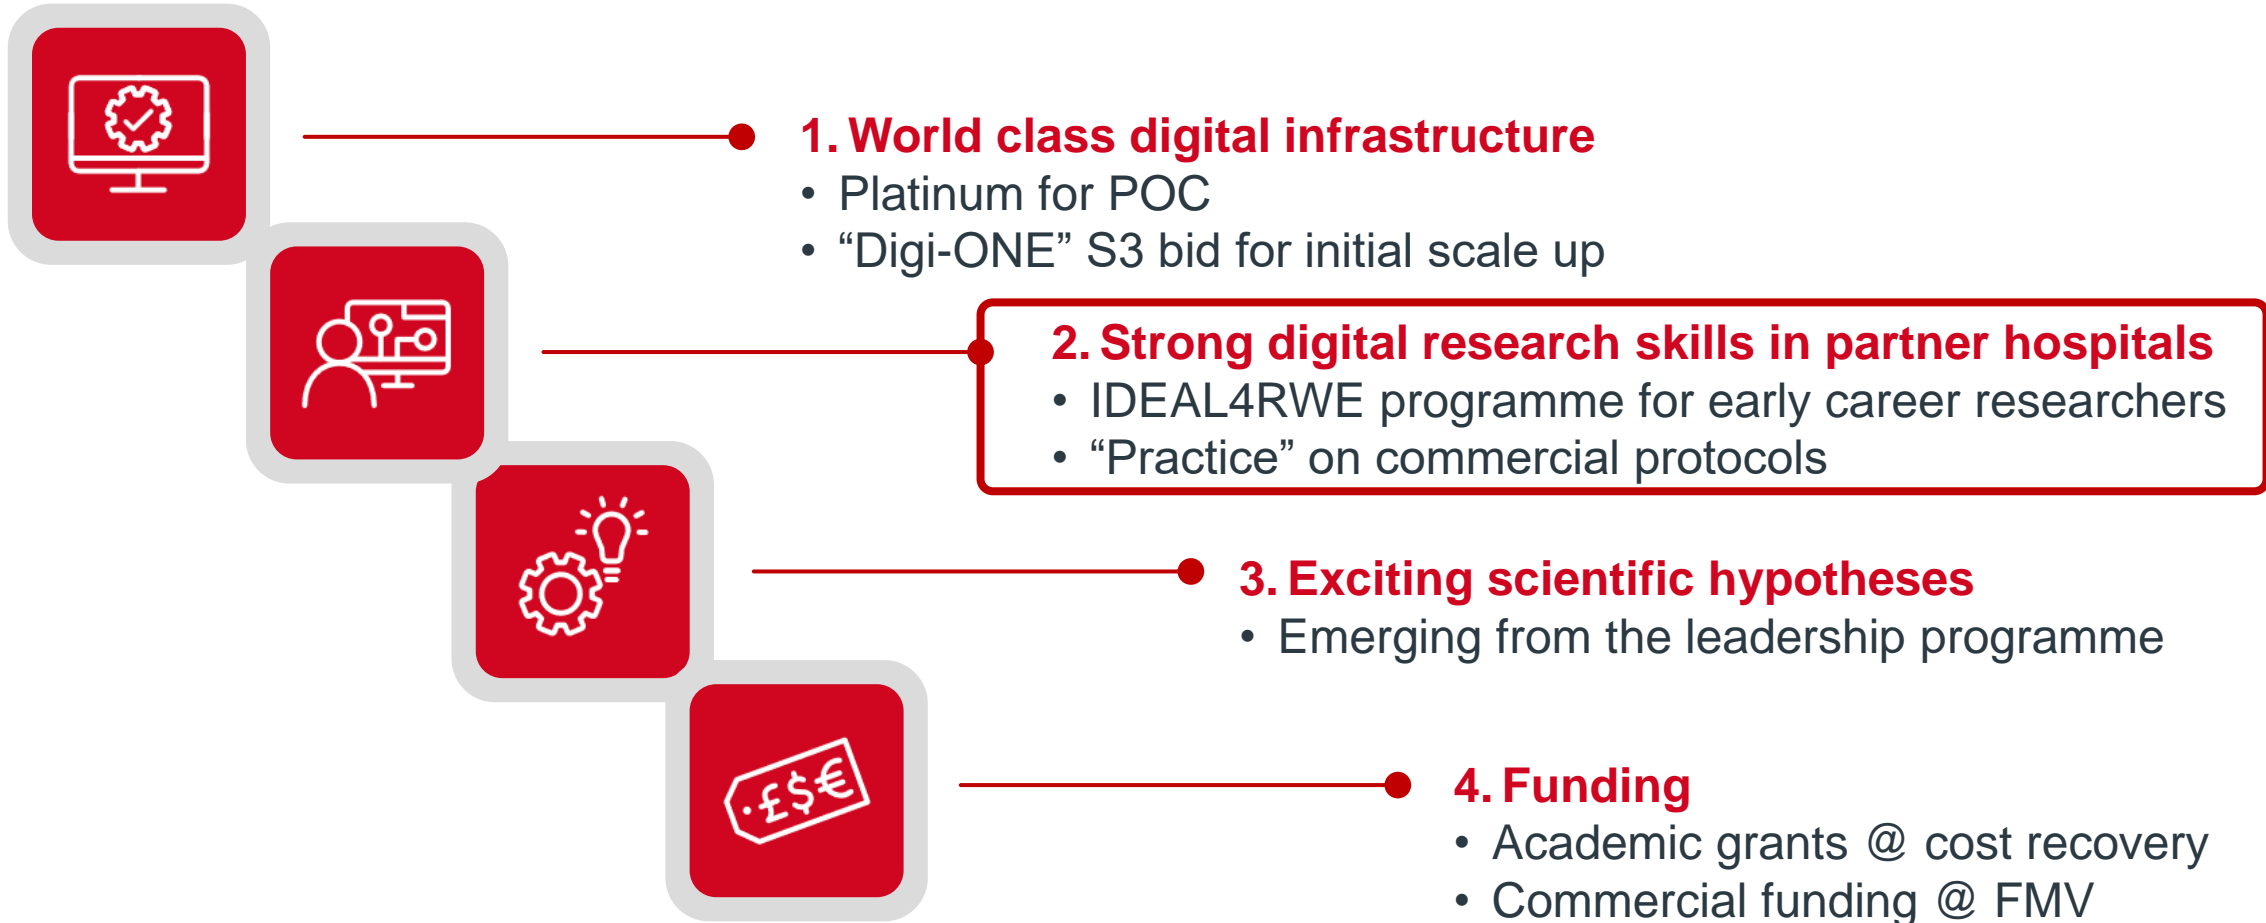 1. World class digital infrastructure
• Platinum for POC
• “Digi-ONE” S3 bid for initial scale up
2. Strong digital research skills in partner hospitals
• IDEAL4RWE programme for early career researchers
• “Practice” on commercial protocols
3. Exciting scientific hypotheses
• Emerging from the leadership programme
£$€
4. Funding
• Academic grants @ cost recovery
• Commercial funding @ FMV